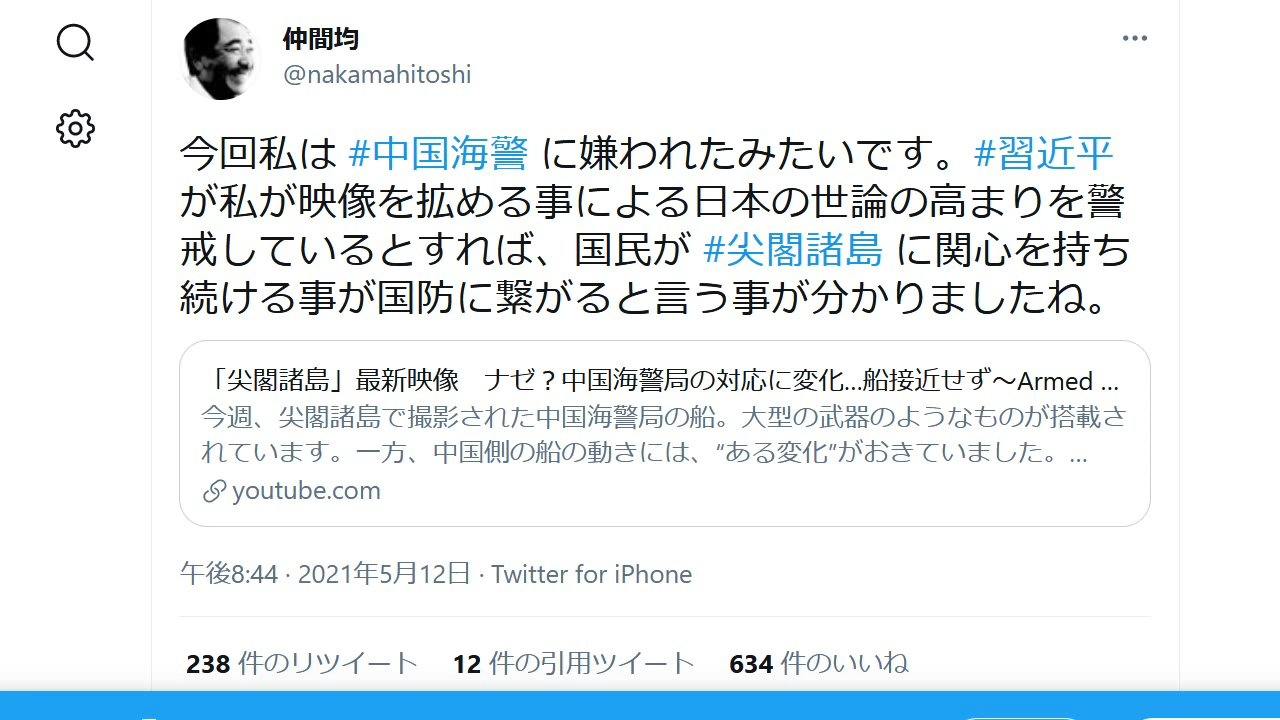 仲間均
@nakamahitoshi
今回私は #中国海警 に嫌われたみたいです。#習近平
が私が映像を拡める事による日本の世論の高まりを警
戒しているとすれば、国民が #尖閣諸島 に関心を持ち
続ける事が国防に繋がると言う事が分かりましたね。
「尖閣諸島」最新映像　ナゼ？中国海警局の対応に変化...船接近せず〜Armed ...
今週、尖閣諸島で撮影された中国海警局の船。大型の武器のようなものが搭載さ
れています。一方、中国側の船の動きには、“ある変化”がおきていました。...
youtube.com
午後8:44 · 2021年5月12日 · Twitter for iPhone
238 件のリツイート 12 件の引用ツイート 634 件のいいね